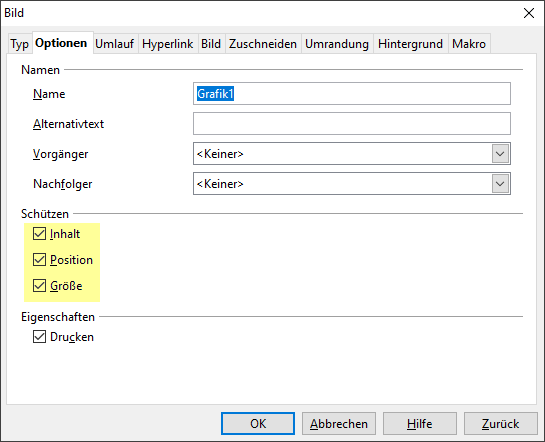 Bild
Typ Optionen Umlauf Hyperlink Bild Zuschneiden Umrandung Hintergrund Makro
Namen
Name Grafik1
Alternativtext
Vorgänger <Keiner>
Nachfolger <Keiner>
Schützen
Inhalt
Position
Größe
Eigenschaften
Drucken
OK Abbrechen Hilfe Zurück